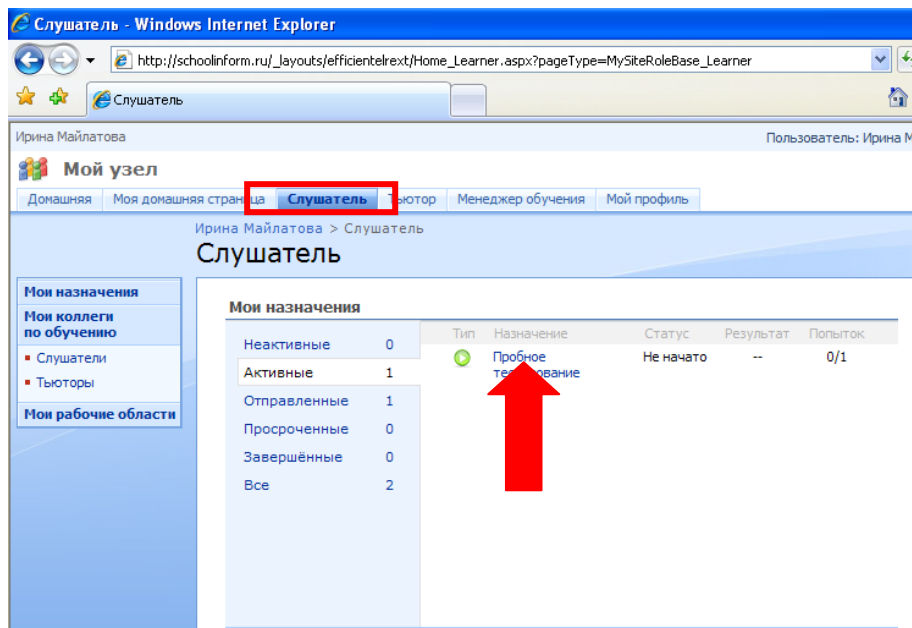 Слушатель - Windows Internet Explorer
http://schoolinform.ru/_layouts/efficientelrext/Home_Learner.aspx?pageType=MySiteRoleBase_Learner
Слушатель
Ирина Майлатова Пользователь: Ирина М
Мой узел
Домашняя Моя домашняя страница Слушатель Тьютор Менеджер обучения Мой профиль
Ирина Майлатова > Слушатель
Слушатель
Мои назначения
Мои коллеги
по обучению
Слушатели
Тьюторы
Мои рабочие области
Мои назначения
Неактивные 0
Активные 1
Отправленные 1
Просроченные 0
Завершённые 0
Все 2
Тип Назначение Статус Результат Попыток
Пробное Не начато -- 0/1
тестирование